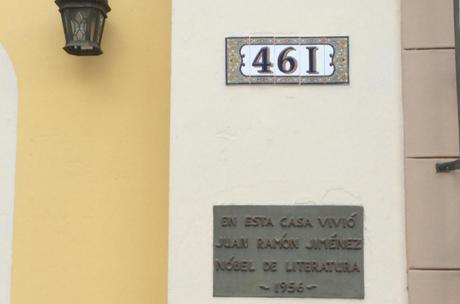 461
EN ESTA CASA VIVIÓ
JUAN RAMÓN JIMÉNEZ
NÓBEL DE LITERATURA
~1956~